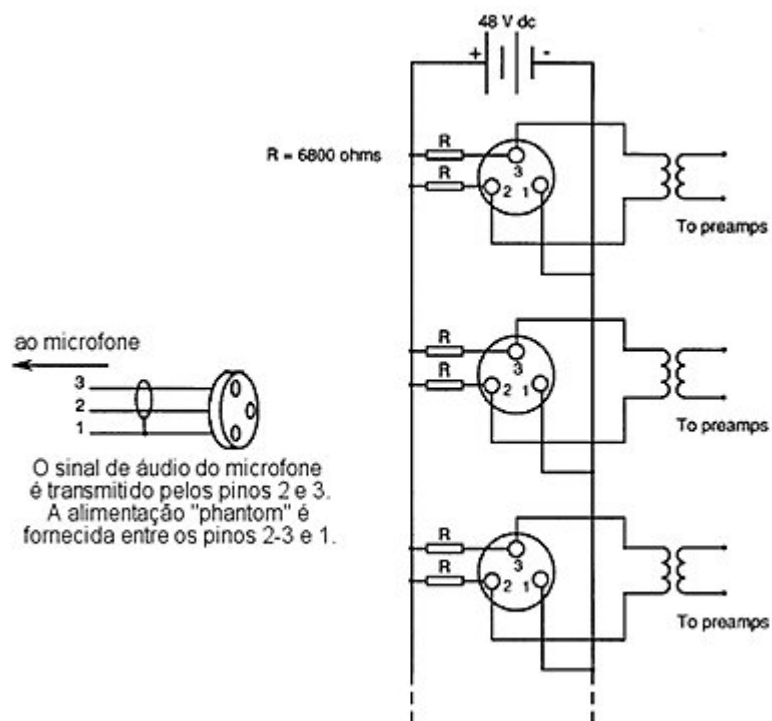 48 V dc
+ -
R = 6800 ohms
R
R
3
2 1
To preamps
R
R
3
2 1
To preamps
ao microfone
3
2
1
O sinal de áudio do microfone
é transmitido pelos pinos 2 e 3.
A alimentação "phantom" é
fornecida entre os pinos 2-3 e 1.
R
R
3
2 1
To preamps